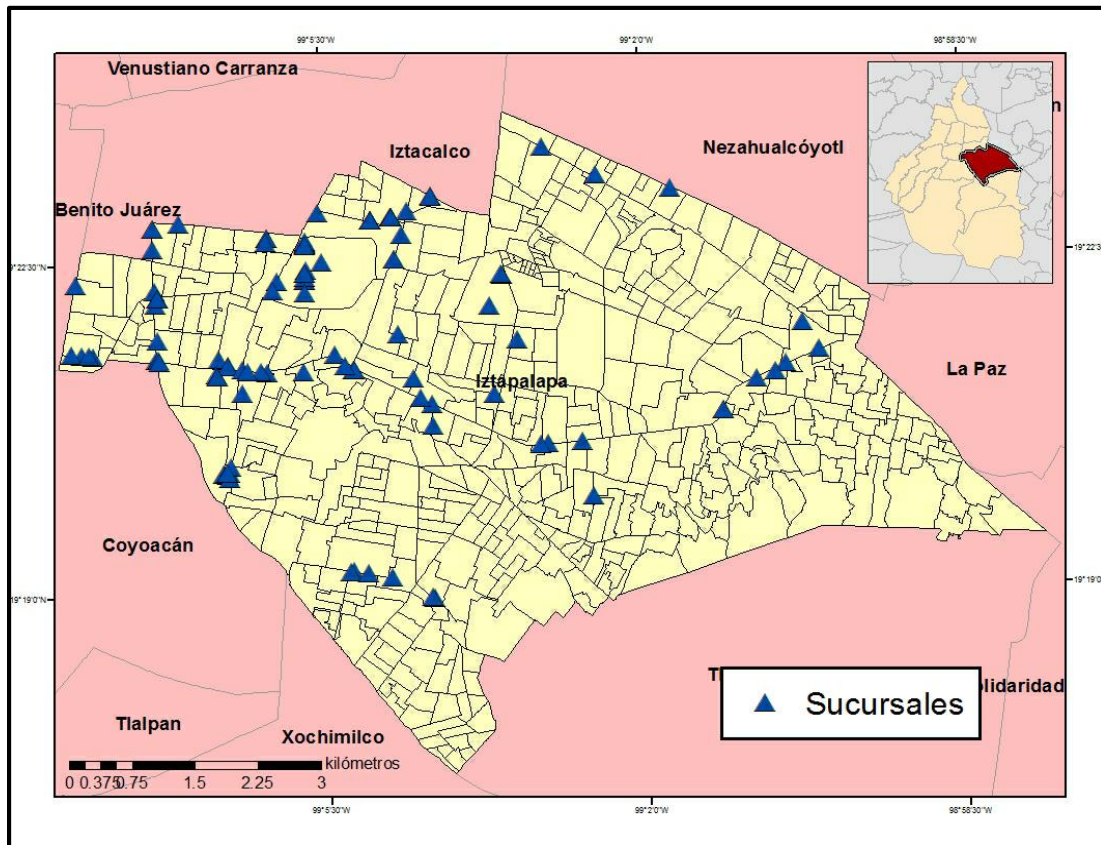 99°5'30"W 99°2'0"W 98°58'30"W
Venustiano Carranza
Iztacalco
Nezahualcóyotl
Benito Juárez
19°22'30"N
La Paz
Iztápalapa
Coyoacán
19°19'0"N
Sucursales
olidaridad
Tlalpan
Xochimilco
kilómetros
0 0.375 0.75 1.5 2.25 3
99°5'30"W 99°2'0"W 98°58'30"W